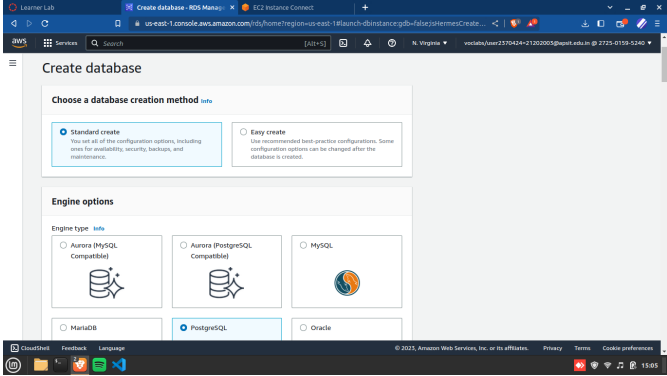 Learner Lab
Create database - RDS Manag
EC2 Instance Connect
us-east-1.console.aws.amazon.com/rds/home?region=us-east-1#launch-dbinstance:gdb=false;isHermesCreate...
aws
Services
Search
[Alt+S]
N. Virginia
voclabs/user2370424=21202003@apsit.edu.in @ 2725-0159-5240
Create database
Choose a database creation method Info
Standard create
You set all of the configuration options, including
ones for availability, security, backups, and
maintenance.
Easy create
Use recommended best-practice configurations. Some
configuration options can be changed after the
database is created.
Engine options
Engine type Info
Aurora (MySQL
Compatible)
Aurora (PostgreSQL
Compatible)
MySQL
MariaDB
PostgreSQL
Oracle
CloudShell
Feedback
Language
© 2023, Amazon Web Services, Inc. or its affiliates.
Privacy
Terms
Cookie preferences
15:05